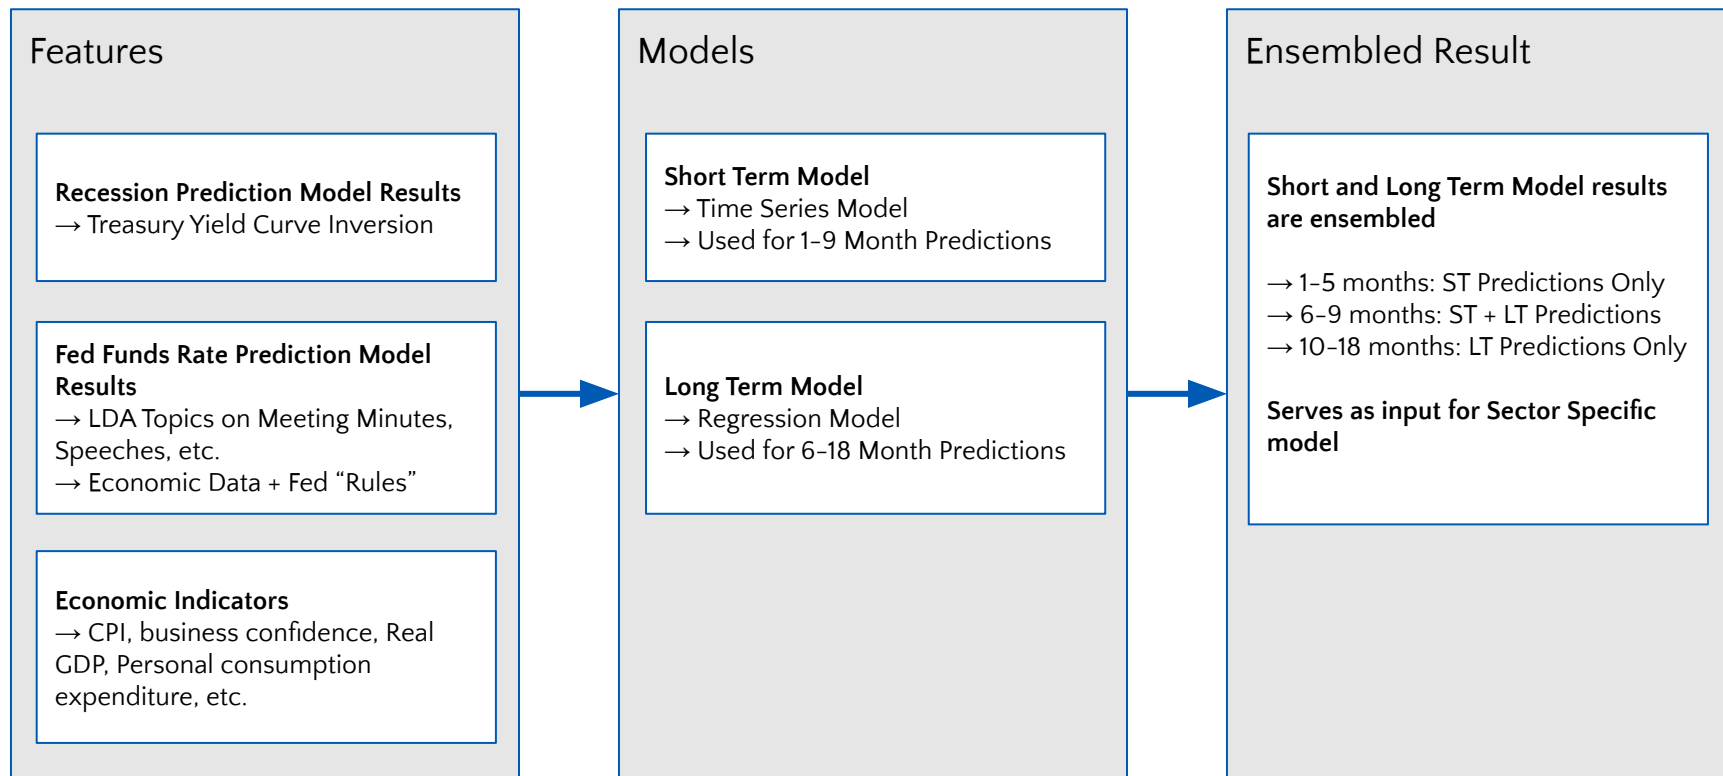 Features
Recession Prediction Model Results
→ Treasury Yield Curve Inversion
Fed Funds Rate Prediction Model
Results
→ LDA Topics on Meeting Minutes,
Speeches, etc.
→ Economic Data + Fed “Rules”
Economic Indicators
→ CPI, business confidence, Real
GDP, Personal consumption
expenditure, etc.
Models
Short Term Model
→ Time Series Model
→ Used for 1-9 Month Predictions
Long Term Model
→ Regression Model
→ Used for 6-18 Month Predictions
Ensembled Result
Short and Long Term Model results
are ensembled
→ 1-5 months: ST Predictions Only
→ 6-9 months: ST + LT Predictions
→ 10-18 months: LT Predictions Only
Serves as input for Sector Specific
model